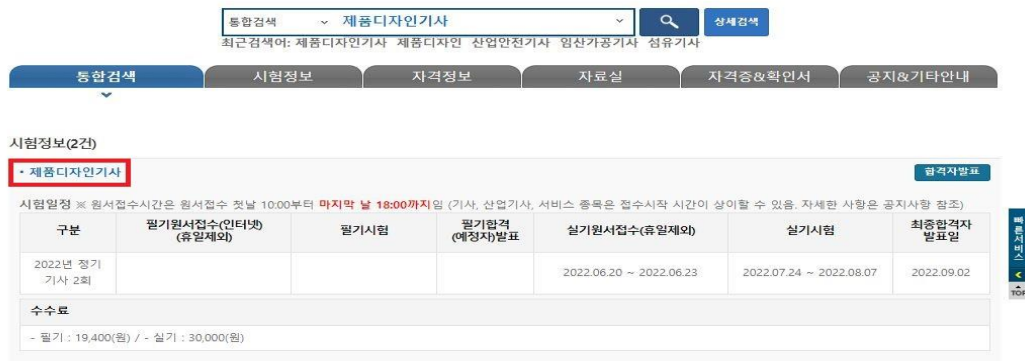 통합검색 제품디자인기사 상세검색
최근검색어: 제품디자인기사 제품디자인 산업안전기사 임산가공기사 섬유기사
통합검색 시험정보 자격정보 자료실 자격증&확인서 공지&기타안내
시험정보(2건)
• 제품디자인기사 합격자발표
시험일정 ※ 원서접수시간은 원서접수 첫날 10:00부터 마지막 날 18:00까지임 (기사, 산업기사, 서비스 종목은 접수시작 시간이 상이할 수 있음. 자세한 사항은 공지사항 참조)
구분 필기원서접수(인터넷) (휴일제외) 필기시험 필기합격 (예정자)발표 실기원서접수(휴일제외) 실기시험 최종합격자 발표일
2022년 정기 기사 2회 2022.06.20 ~ 2022.06.23 2022.07.24 ~ 2022.08.07 2022.09.02
수수료
- 필기 : 19,400(원) / - 실기 : 30,000(원)
빠른서비스
TOP